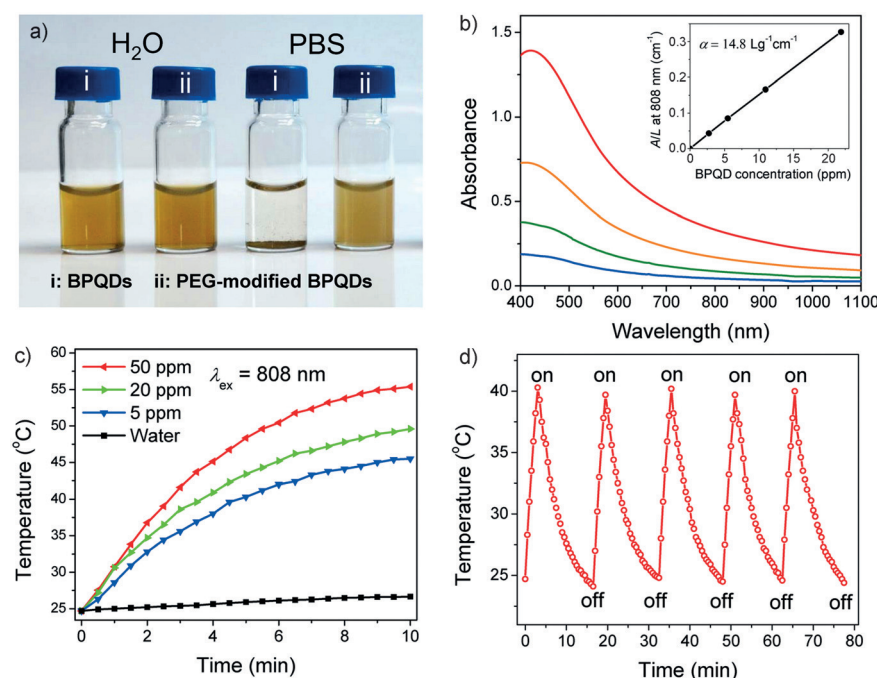 a)
H₂O
PBS
i
ii
i
ii
i: BPQDs
ii: PEG-modified BPQDs
b)
Absorbance
1.5
1.0
0.5
0.0
400 500 600 700 800 900 1000 1100
Wavelength (nm)
A/L at 808 nm (cm⁻¹)
0.3
0.2
0.1
0.0
α = 14.8 Lg⁻¹cm⁻¹
0 5 10 15 20
BPQD concentration (ppm)
c)
Temperature (°C)
60
55
50
45
40
35
30
25
50 ppm
20 ppm
5 ppm
Water
λex = 808 nm
0 2 4 6 8 10
Time (min)
d)
Temperature (°C)
40
35
30
25
on on on on on
off off off off off
0 10 20 30 40 50 60 70 80
Time (min)